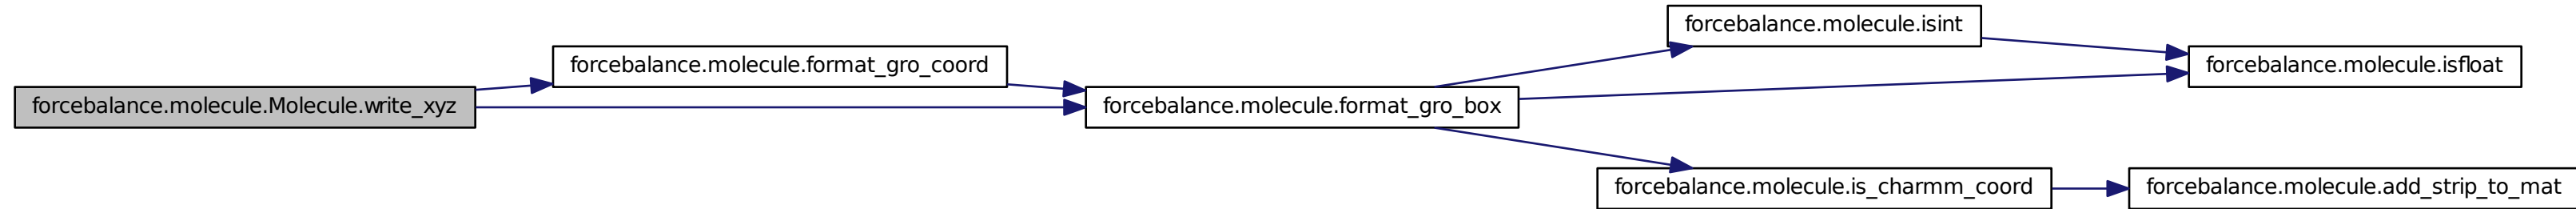 forcebalance.molecule.Molecule.write_xyz
forcebalance.molecule.format_gro_coord
forcebalance.molecule.format_gro_box
forcebalance.molecule.isint
forcebalance.molecule.isfloat
forcebalance.molecule.is_charmm_coord
forcebalance.molecule.add_strip_to_mat